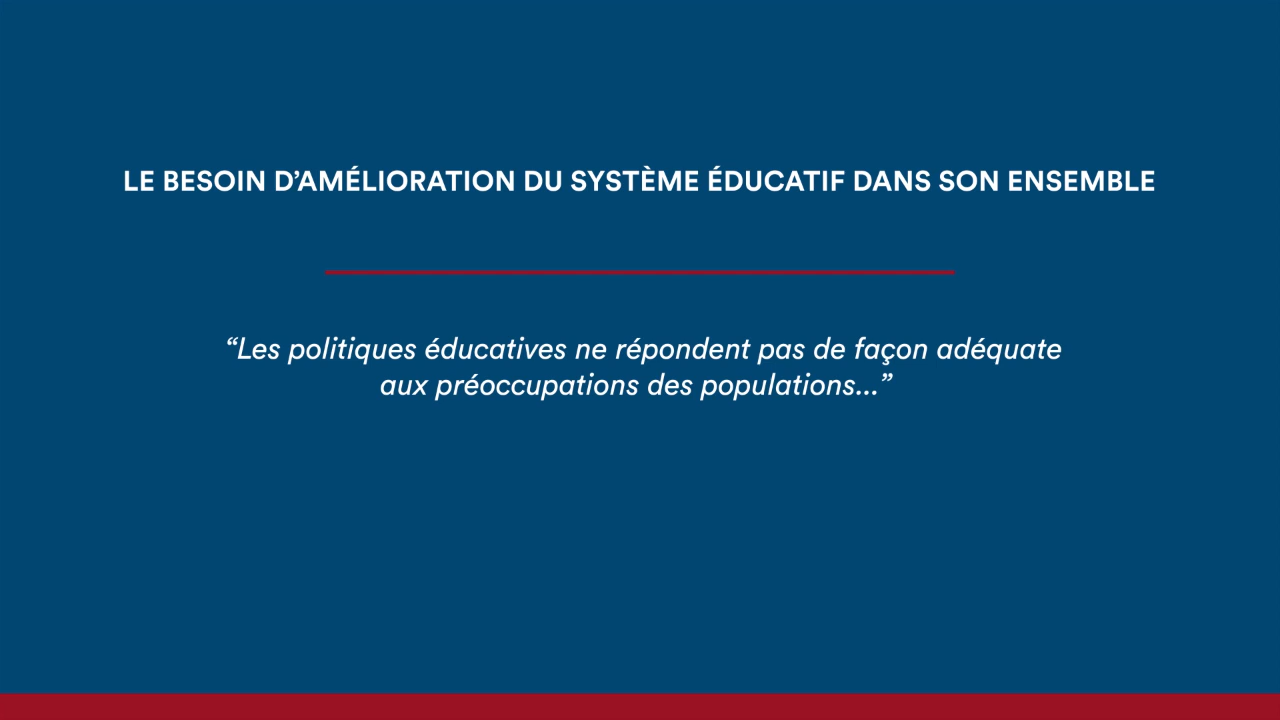 LE BESOIN D’AMÉLIORATION DU SYSTÈME ÉDUCATIF DANS SON ENSEMBLE
“Les politiques éducatives ne répondent pas de façon adéquate
aux préoccupations des populations...”